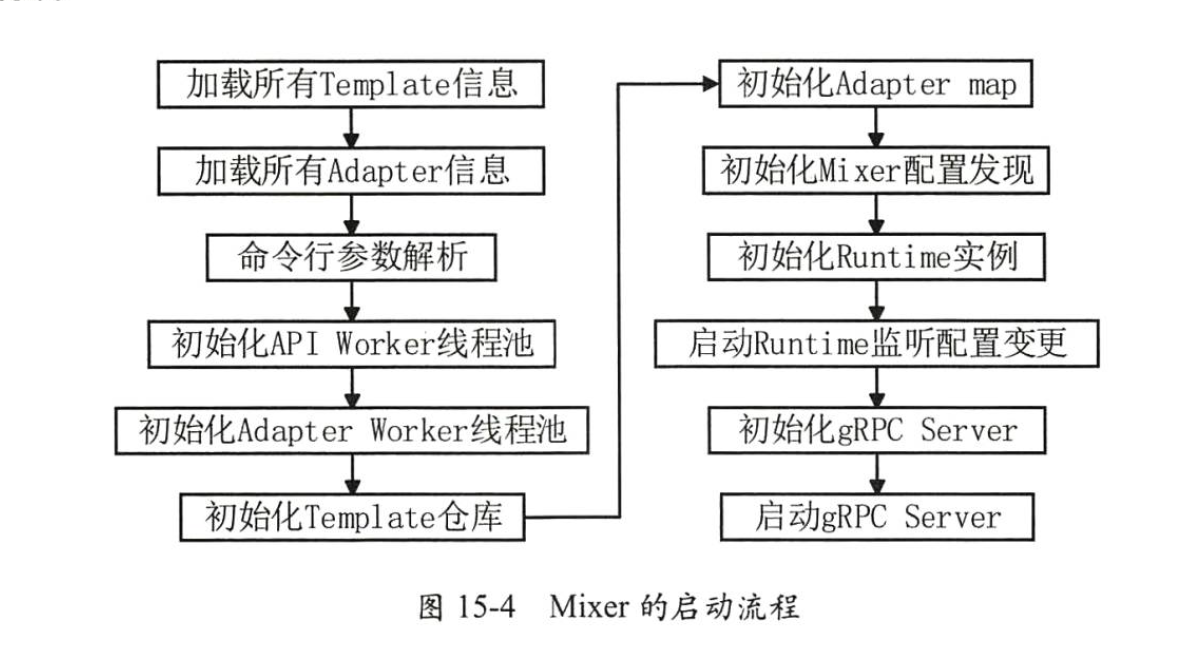 加载所有Template信息
加载所有Adapter信息
命令行参数解析
初始化API Worker线程池
初始化Adapter Worker线程池
初始化Template仓库
初始化Adapter map
初始化Mixer配置发现
初始化Runtime实例
启动Runtime监听配置变更
初始化gRPC Server
启动gRPC Server
图 15-4 Mixer 的启动流程